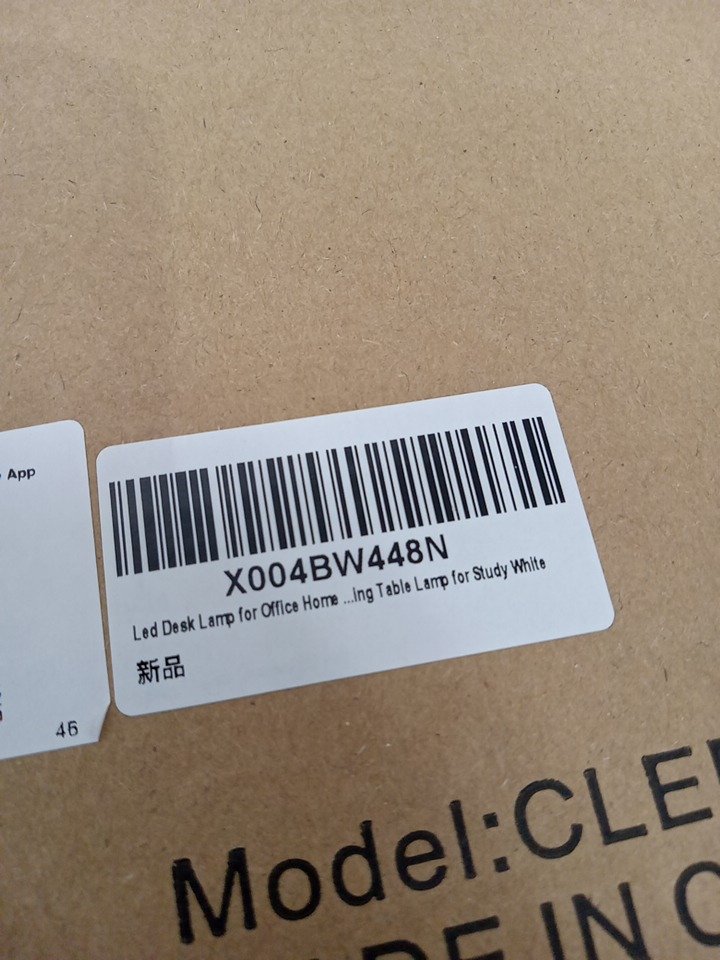 App
46
X004BW448N
Led Desk Lamp for Office Home ...ing Table Lamp for Study White
新品
Model:CLE
IN